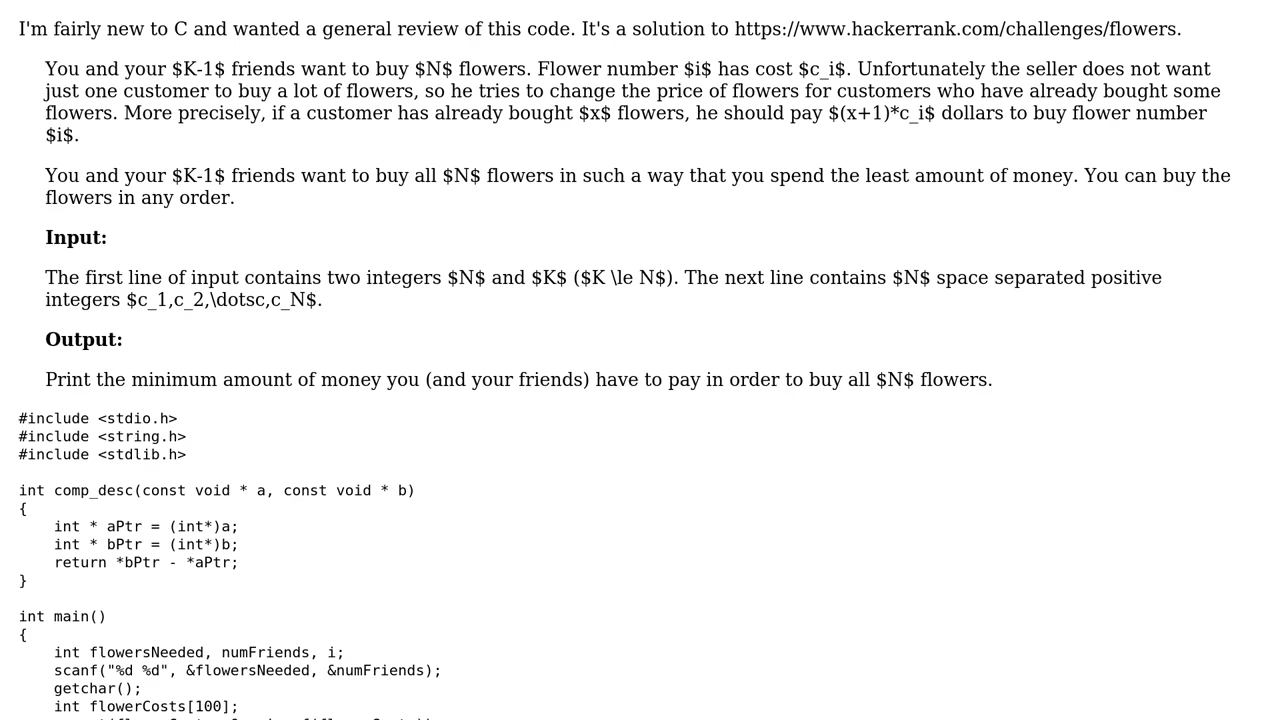 I'm fairly new to C and wanted a general review of this code. It's a solution to https://www.hackerrank.com/challenges/flowers.
You and your $K-1$ friends want to buy $N$ flowers. Flower number $i$ has cost $c_i$. Unfortunately the seller does not want
just one customer to buy a lot of flowers, so he tries to change the price of flowers for customers who have already bought some
flowers. More precisely, if a customer has already bought $x$ flowers, he should pay $(x+1)*c_i$ dollars to buy flower number
$i$.
You and your $K-1$ friends want to buy all $N$ flowers in such a way that you spend the least amount of money. You can buy the
flowers in any order.
Input:
The first line of input contains two integers $N$ and $K$ ($K \le N$). The next line contains $N$ space separated positive
integers $c_1,c_2,\dotsc,c_N$.
Output:
Print the minimum amount of money you (and your friends) have to pay in order to buy all $N$ flowers.
#include <stdio.h>
#include <string.h>
#include <stdlib.h>
int comp_desc(const void * a, const void * b)
{
    int * aPtr = (int*)a;
    int * bPtr = (int*)b;
    return *bPtr - *aPtr;
}
int main()
{
    int flowersNeeded, numFriends, i;
    scanf("%d %d", &flowersNeeded, &numFriends);
    getchar();
    int flowerCosts[100];